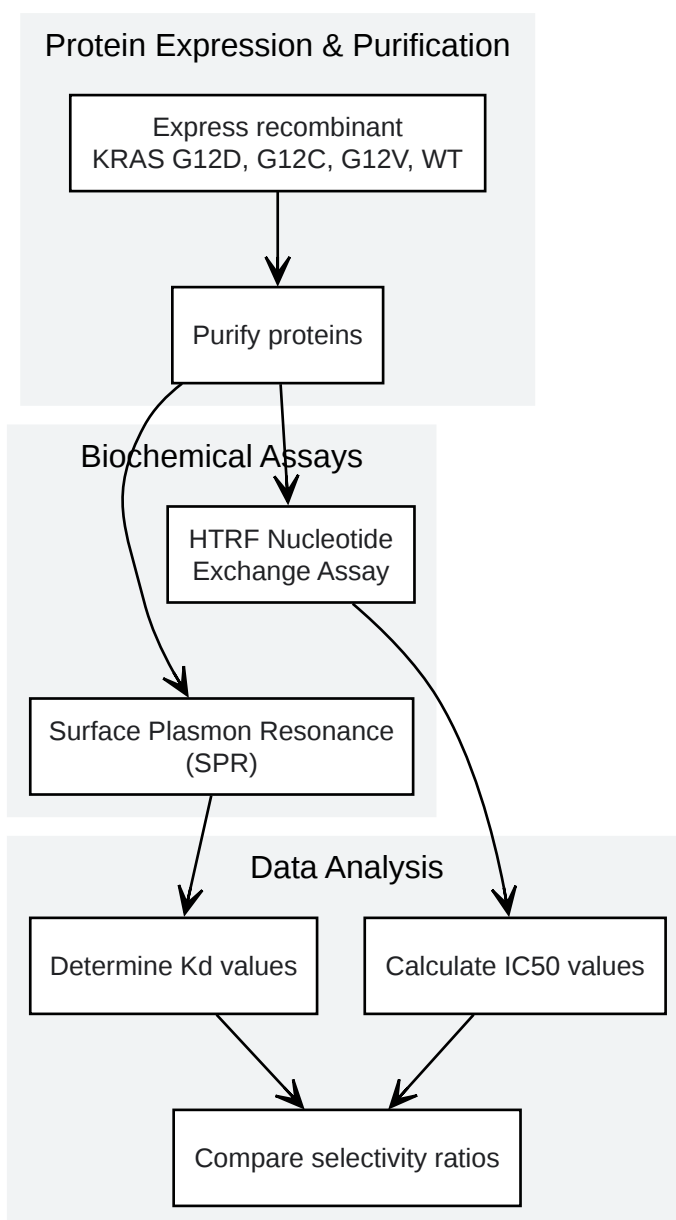 Protein Expression & Purification
Express recombinant
KRAS G12D, G12C, G12V, WT
Purify proteins
Biochemical Assays
HTRF Nucleotide
Exchange Assay
Surface Plasmon Resonance
(SPR)
Data Analysis
Determine Kd values
Calculate IC50 values
Compare selectivity ratios